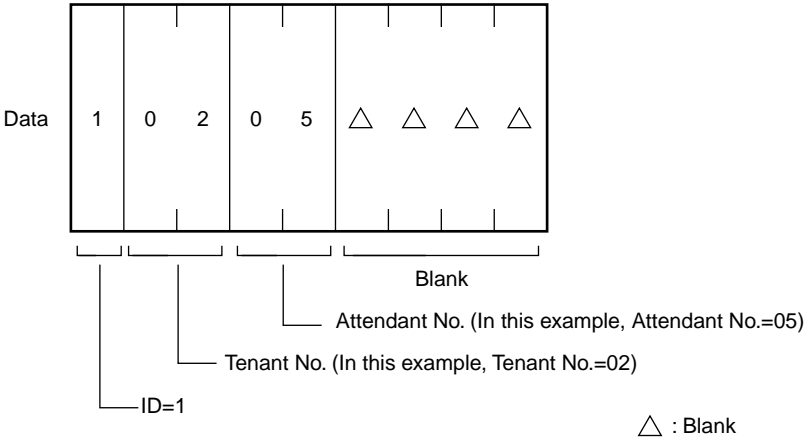 Data 1 0 2 0 5 △ △ △ △
Blank
Attendant No. (In this example, Attendant No.=05)
Tenant No. (In this example, Tenant No.=02)
ID=1
△ : Blank